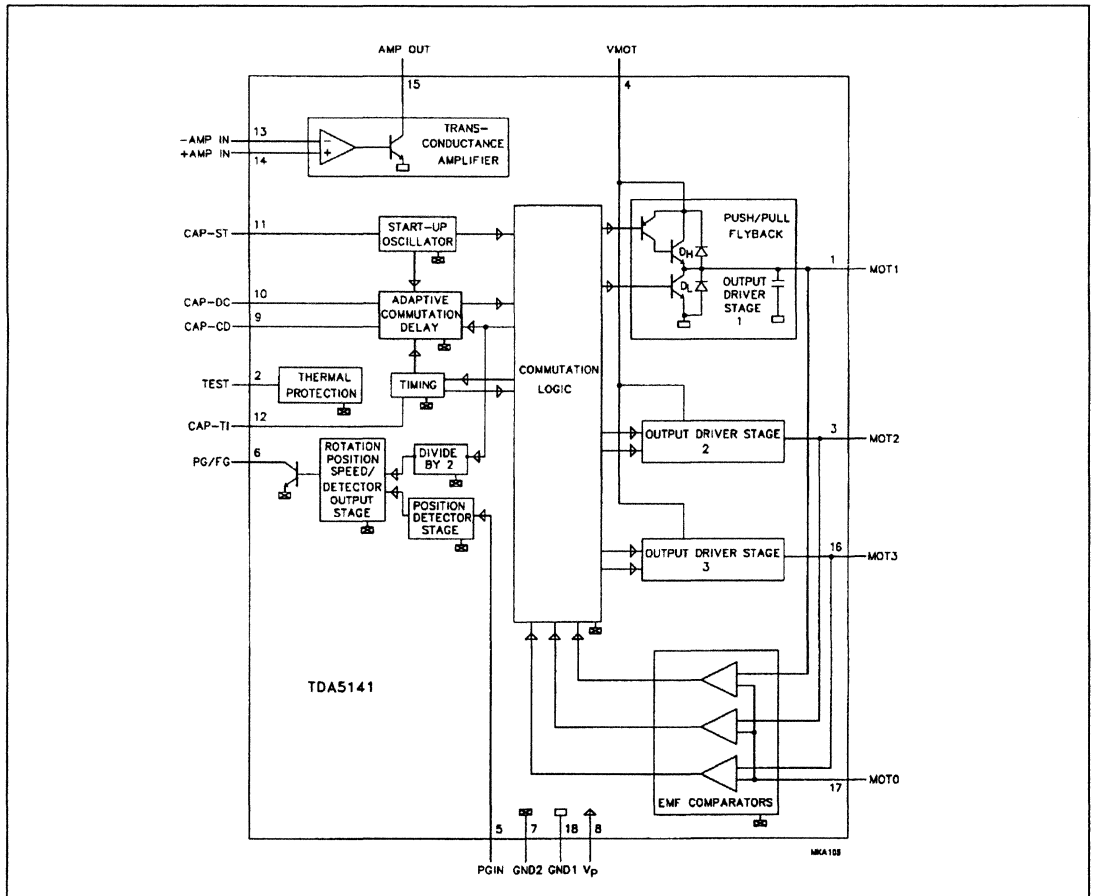 AMP OUT
VMOT
15
4
-AMP IN
13
+AMP IN
14
TRANS-
CONDUCTANCE
AMPLIFIER
PUSH/PULL
FLYBACK
CAP-ST
11
START-UP
OSCILLATOR
DH
1
MOT1
CAP-DC
10
ADAPTIVE
COMMUTATION
DELAY
DL
OUTPUT
DRIVER
STAGE
1
CAP-CD
9
COMMUTATION
LOGIC
TEST
2
THERMAL
PROTECTION
TIMING
CAP-TI
12
PG/FG
6
ROTATION
POSITION
SPEED/
DETECTOR
OUTPUT
STAGE
DIVIDE
BY 2
OUTPUT DRIVER STAGE
2
3
MOT2
POSITION
DETECTOR
STAGE
OUTPUT DRIVER STAGE
3
16
MOT3
TDA5141
EMF COMPARATORS
17
MOT0
5
7
18
8
PGIN
GND2
GND1
VP
MKA103